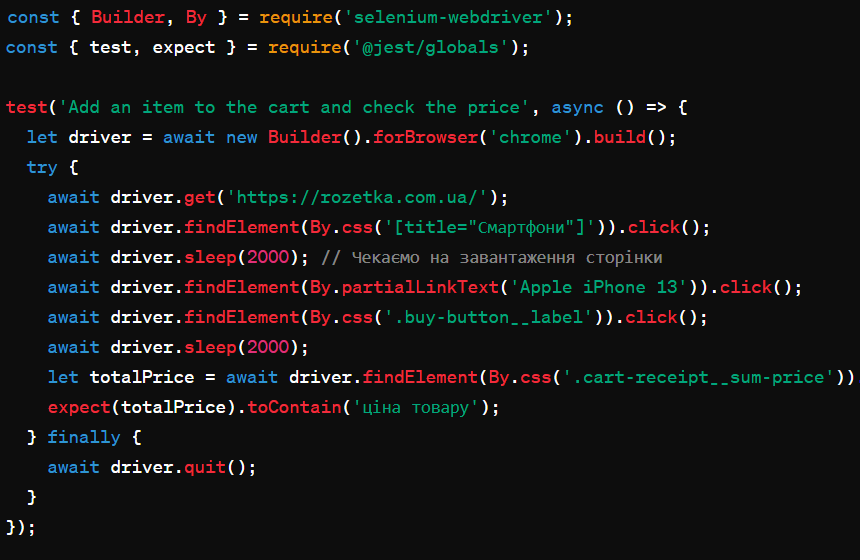 const { Builder, By } = require('selenium-webdriver');
const { test, expect } = require('@jest/globals');
test('Add an item to the cart and check the price', async () => {
let driver = await new Builder().forBrowser('chrome').build();
try {
await driver.get('https://rozetka.com.ua/');
await driver.findElement(By.css('[title="Смартфони"]')).click();
await driver.sleep(2000); // Чекаємо на завантаження сторінки
await driver.findElement(By.partialLinkText('Apple iPhone 13')).click();
await driver.findElement(By.css('.buy-button__label')).click();
await driver.sleep(2000);
let totalPrice = await driver.findElement(By.css('.cart-receipt__sum-price'))
expect(totalPrice).toContain('ціна товару');
} finally {
await driver.quit();
}
});